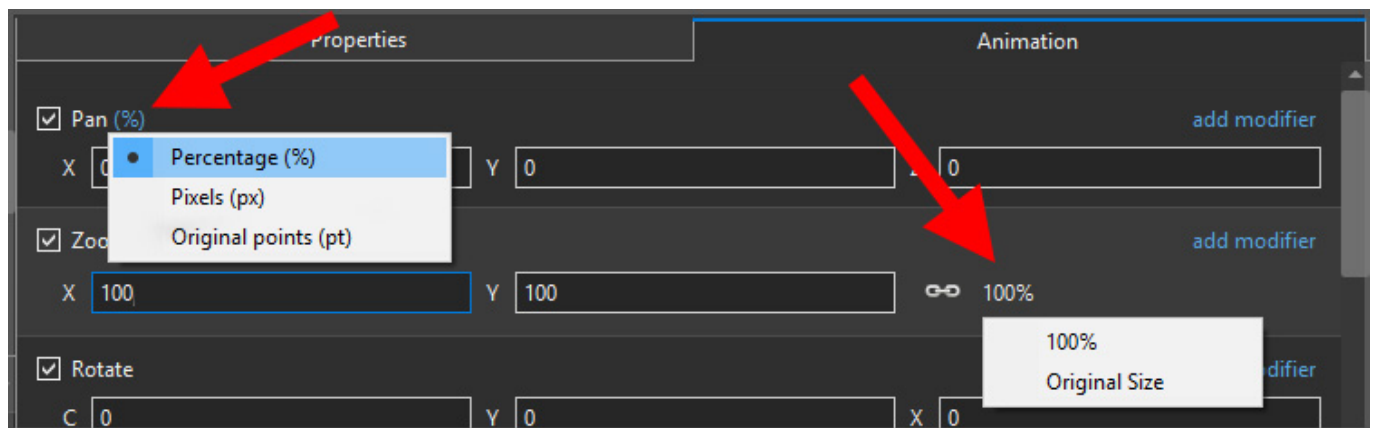 Properties
Animation
Pan (%)
add modifier
X 0
Y 0
0
Percentage (%)
Pixels (px)
Original points (pt)
add modifier
X 100
Y 100
100%
100%
Original Size
Rotate
C 0
Y 0
X 0